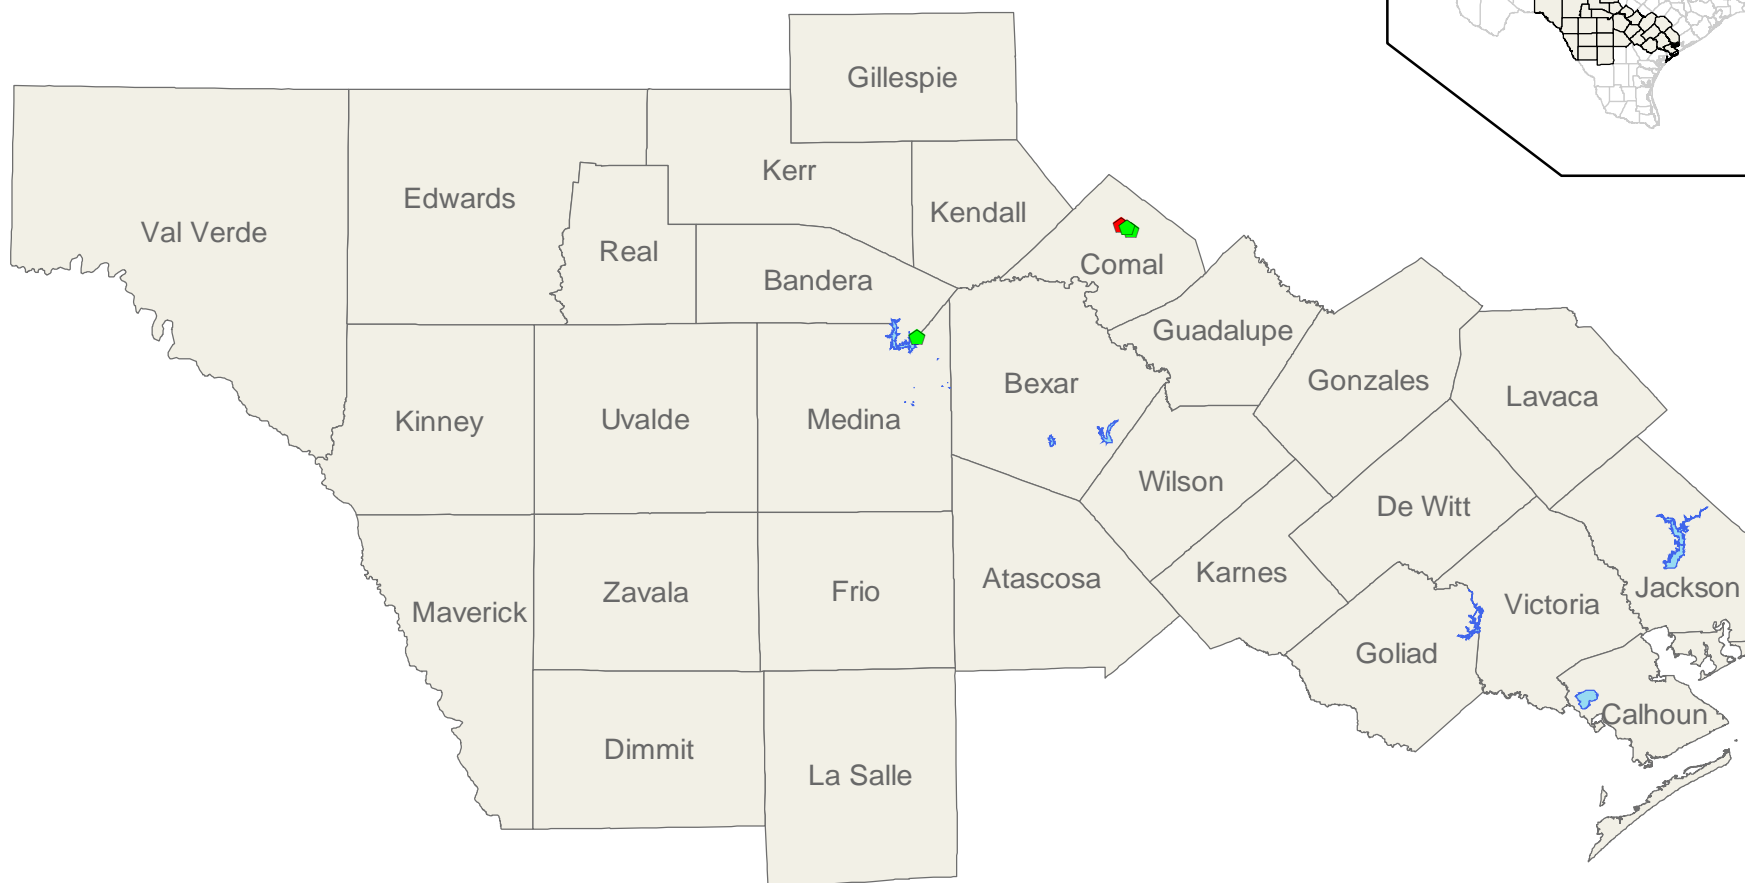 Gillespie
Kerr
Edwards
Kendall
Val Verde
Real
Comal
Bandera
Guadalupe
Bexar
Gonzales
Lavaca
Kinney
Uvalde
Medina
Wilson
De Witt
Atascosa
Karnes
Jackson
Zavala
Frio
Maverick
Victoria
Goliad
Calhoun
Dimmit
La Salle